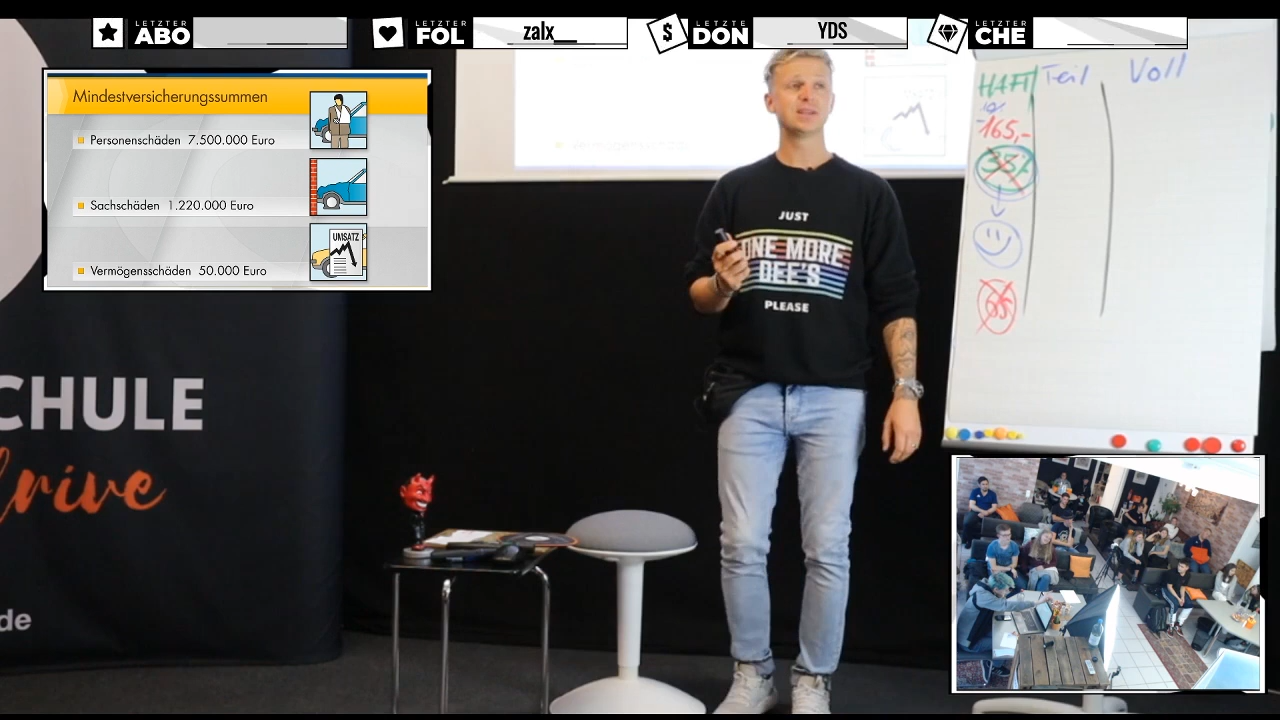 LETZTER
ABO
LETZTER
FOL
zalx__
LETZTE
DON
YDS
LETZTER
CHE
Mindestversicherungssummen
Personenschäden 7.500.000 Euro
Sachschäden 1.220.000 Euro
UMSATZ
Vermögensschäden 50.000 Euro
JUST
ONE MORE
DEE'S
PLEASE
HAFT Teil Voll
165,-
CHULE
drive
de